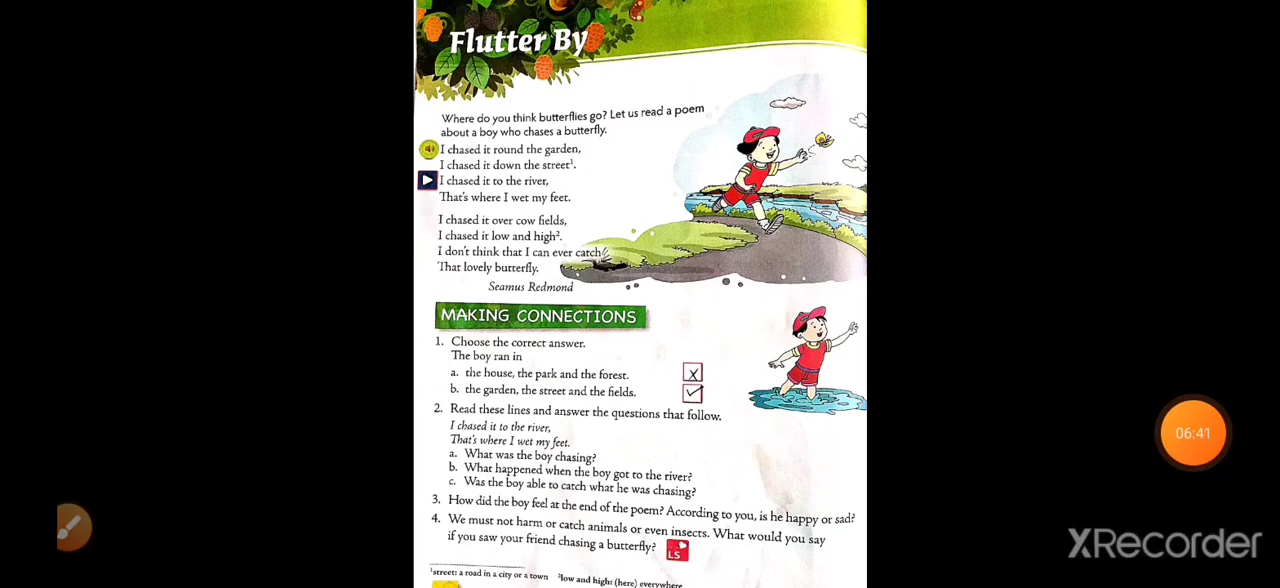 Flutter By
Where do you think butterflies go? Let us read a poem
about a boy who chases a butterfly.
I chased it round the garden,
I chased it down the street¹.
I chased it to the river,
That's where I wet my feet.
I chased it over cow fields,
I chased it low and high².
I don't think that I can ever catch
That lovely butterfly.
Seamus Redmond
MAKING CONNECTIONS
1. Choose the correct answer.
The boy ran in
a. the house, the park and the forest. X
b. the garden, the street and the fields. ✓
2. Read these lines and answer the questions that follow.
I chased it to the river,
That's where I wet my feet.
a. What was the boy chasing?
b. What happened when the boy got to the river?
c. Was the boy able to catch what he was chasing?
3. How did the boy feel at the end of the poem? According to you, is he happy or sad?
4. We must not harm or catch animals or even insects. What would you say
if you saw your friend chasing a butterfly? LS
¹street: a road in a city or a town ²low and high: (here) everywhere
06:41
XRecorder